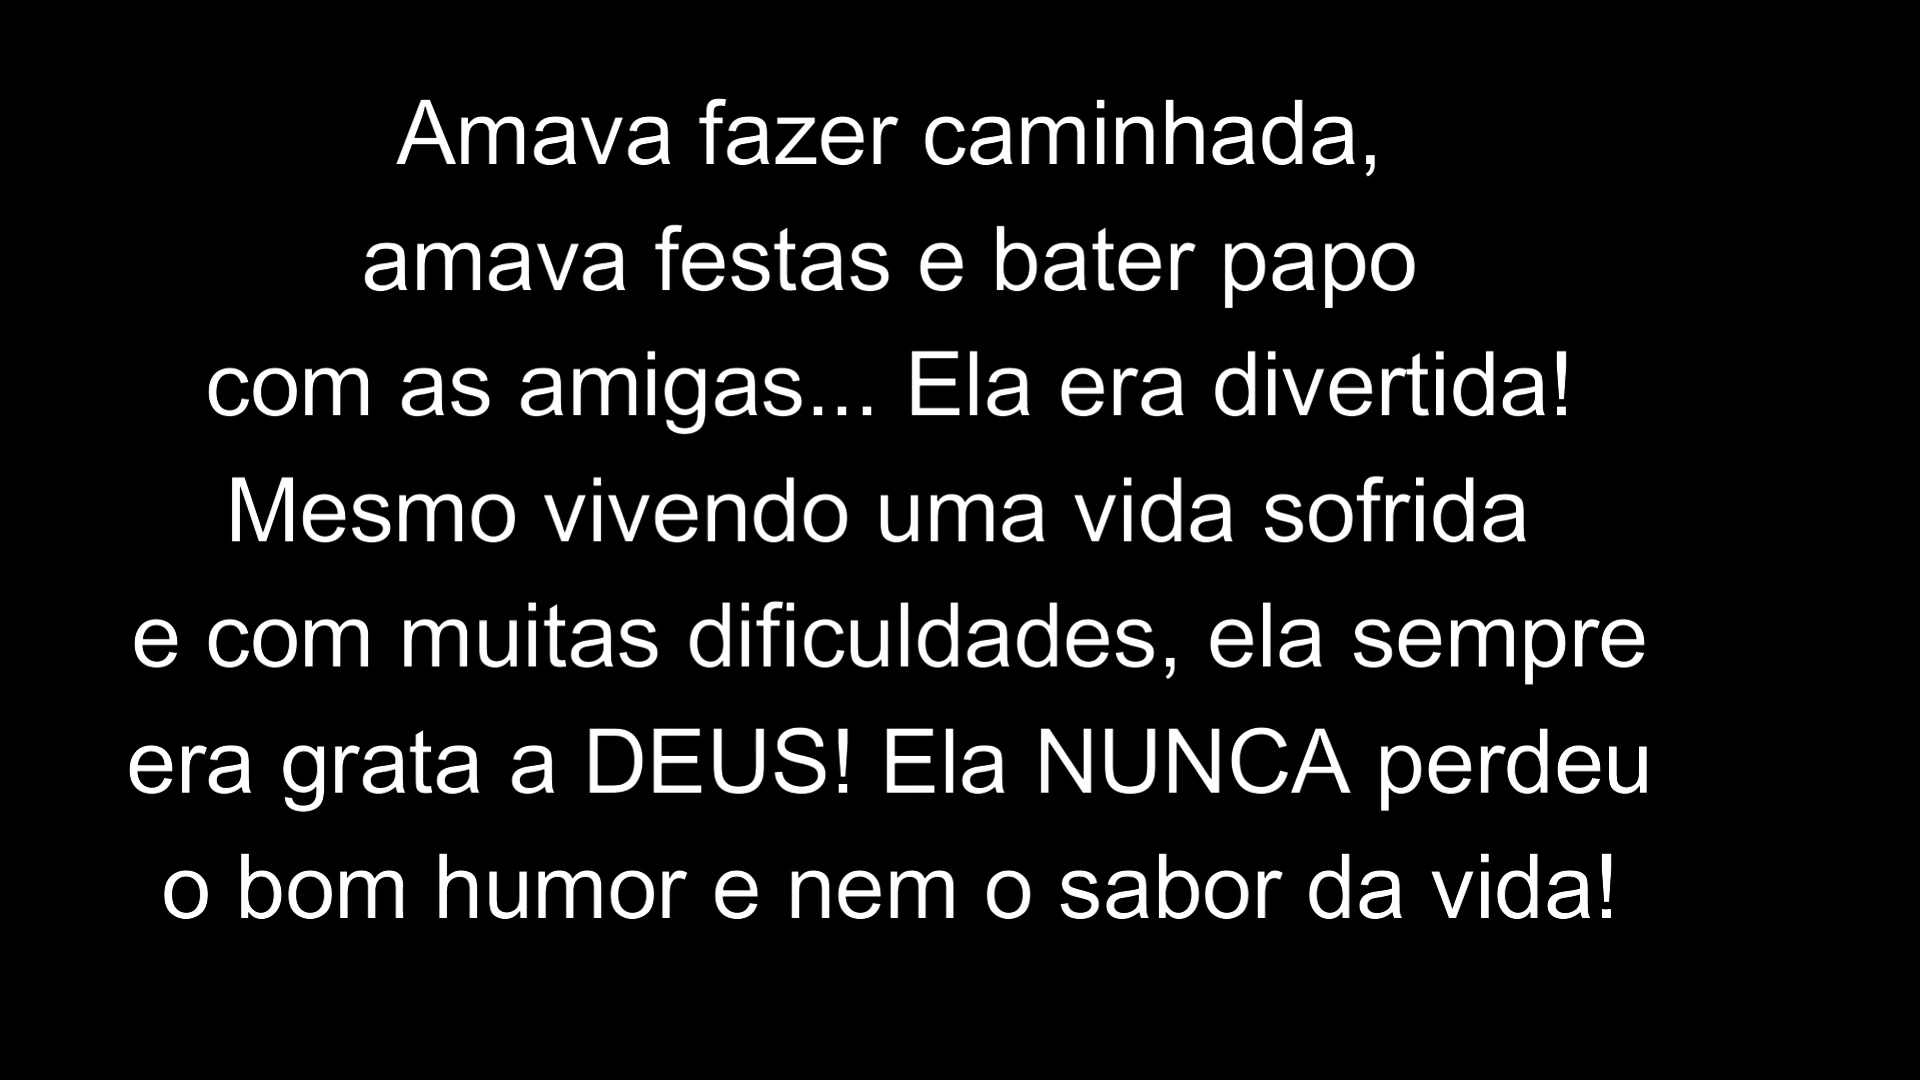 Amava fazer caminhada,
amava festas e bater papo
com as amigas... Ela era divertida!
Mesmo vivendo uma vida sofrida
e com muitas dificuldades, ela sempre
era grata a DEUS! Ela NUNCA perdeu
o bom humor e nem o sabor da vida!